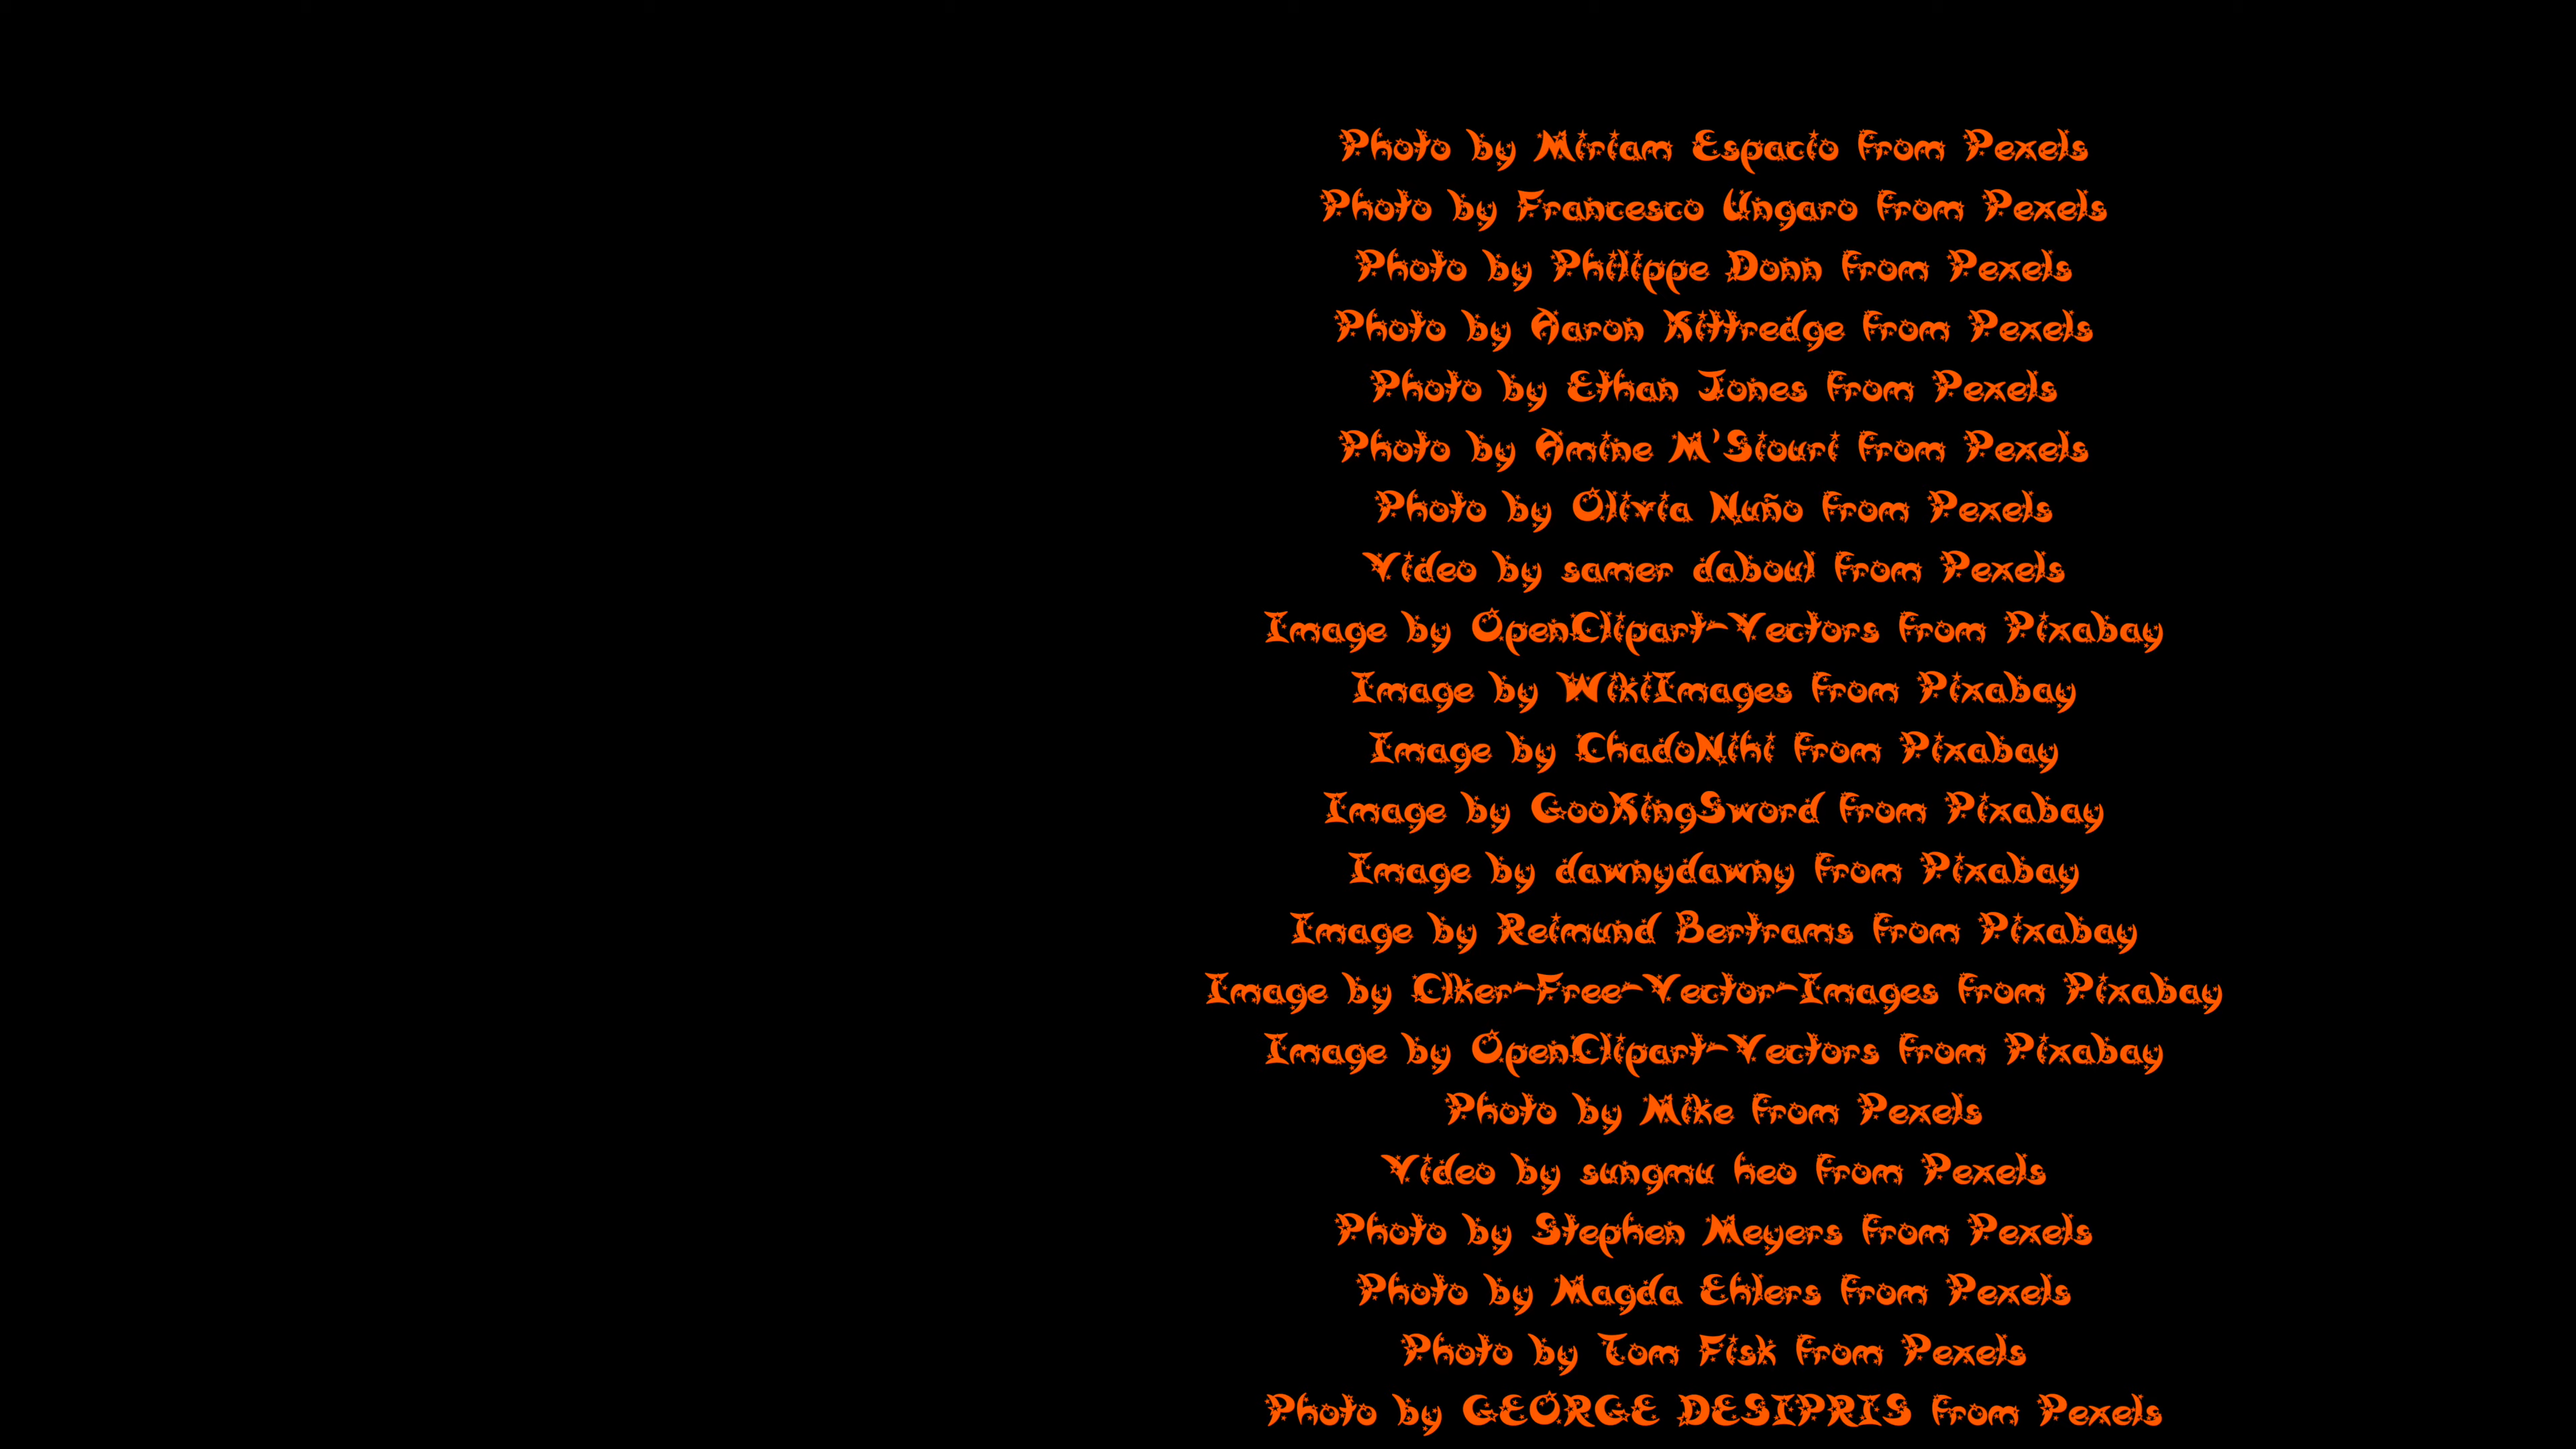 Photo by Miriam Espacio from Pexels
Photo by Francesco Ungaro from Pexels
Photo by Philippe Donn from Pexels
Photo by Aaron Kittredge from Pexels
Photo by Ethan Jones from Pexels
Photo by Amine M'Siouri from Pexels
Photo by Olivia Nuño from Pexels
Video by samer daboul from Pexels
Image by OpenClipart-Vectors from Pixabay
Image by WikiImages from Pixabay
Image by ChadoNihi from Pixabay
Image by GooKingSword from Pixabay
Image by dawnydawny from Pixabay
Image by Reimund Bertrams from Pixabay
Image by Clker-Free-Vector-Images from Pixabay
Image by OpenClipart-Vectors from Pixabay
Photo by Mike from Pexels
Video by sungmu heo from Pexels
Photo by Stephen Meyers from Pexels
Photo by Magda Ehlers from Pexels
Photo by Tom Fisk from Pexels
Photo by GEORGE DESIPRIS from Pexels